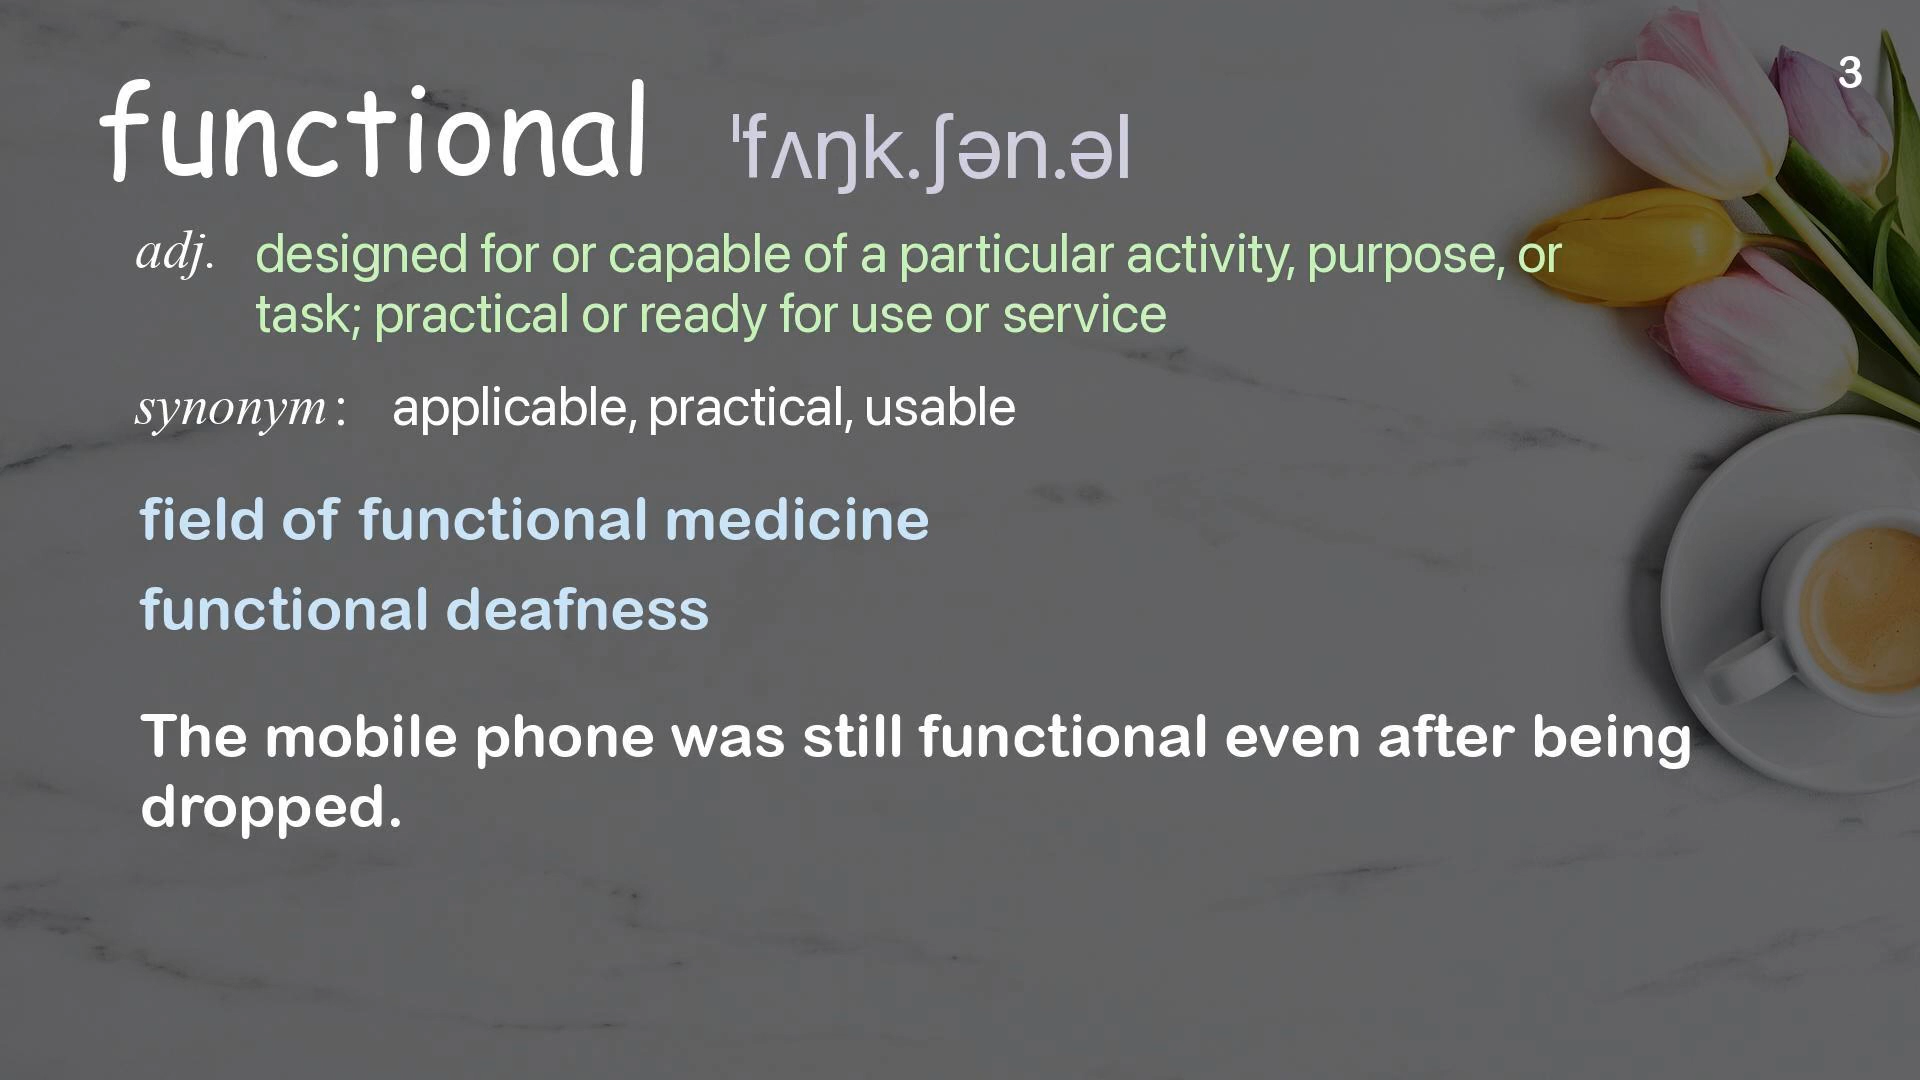 3
functional ˈfʌŋk.ʃən.əl
adj. designed for or capable of a particular activity, purpose, or
task; practical or ready for use or service
synonym: applicable, practical, usable
field of functional medicine
functional deafness
The mobile phone was still functional even after being
dropped.